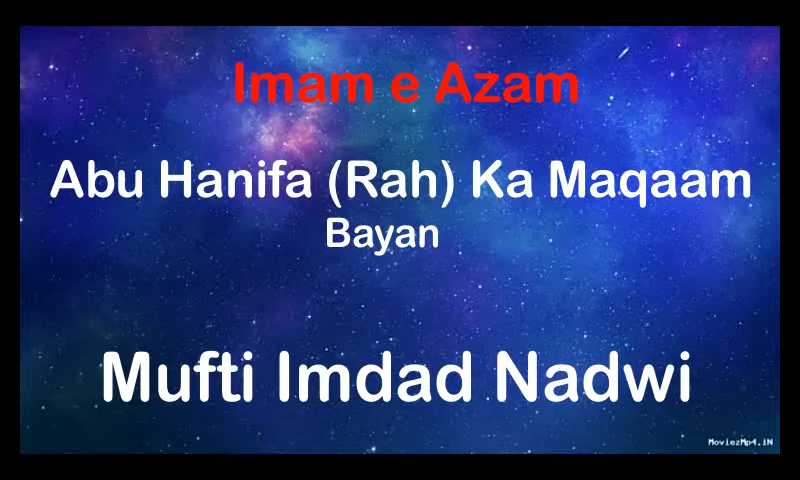 Imam e Azam
Abu Hanifa (Rah) Ka Maqaam
Bayan
Mufti Imdad Nadwi
MoviezMp4.iN